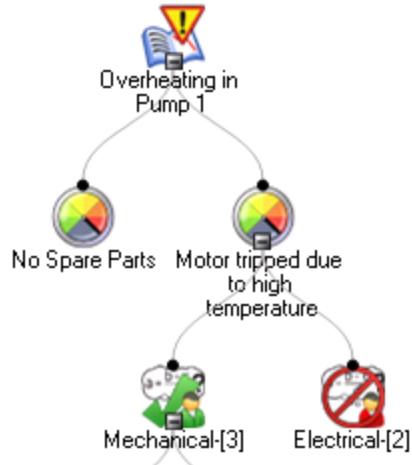 Overheating in
Pump 1
No Spare Parts
Motor tripped due
to high
temperature
Mechanical-[3]
Electrical-[2]